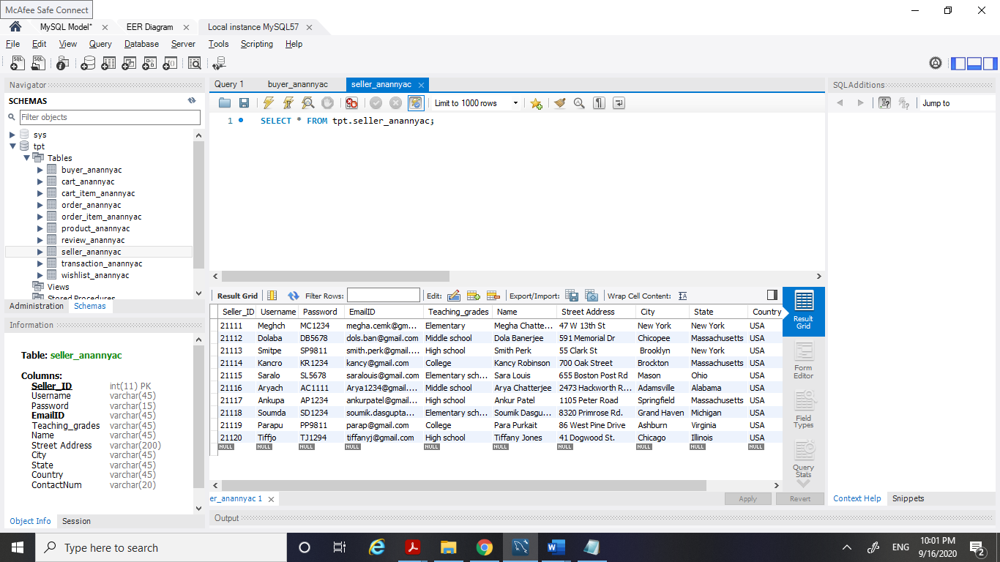 McAfee Safe Connect
MySQL Model* EER Diagram Local instance MySQL57
File Edit View Query Database Server Tools Scripting Help
Navigator
SCHEMAS
Filter objects
sys
tpt
Tables
buyer_anannyac
cart_anannyac
cart_item_anannyac
order_anannyac
order_item_anannyac
product_anannyac
review_anannyac
seller_anannyac
transaction_anannyac
wishlist_anannyac
Views
Stored Procedures
Administration Schemas
Information
Table: seller_anannyac
Columns:
Seller_ID int(11) PK
Username varchar(45)
Password varchar(15)
EmailID varchar(45)
Teaching_grades varchar(45)
Name varchar(45)
Street Address varchar(200)
City varchar(45)
State varchar(45)
Country varchar(45)
ContactNum varchar(20)
Object Info Session
Query 1 buyer_anannyac seller_anannyac
Limit to 1000 rows
1 SELECT * FROM tpt.seller_anannyac;
Result Grid Filter Rows: Edit: Export/Import: Wrap Cell Content:
Seller_ID Username Password EmailID Teaching_grades Name Street Address City State Country
21111 Meghch MC1234 megha.cemk@gm... Elementary Megha Chatte... 47 W 13th St New York New York USA
21112 Dolaba DB5678 dols.ban@gmail.com Middle school Dola Banerjee 591 Memorial Dr Chicopee Massachusetts USA
21113 Smitpe SP9811 smith.perk@gmail.com High school Smith Perk 55 Clark St Brooklyn New York USA
21114 Kancro KR1234 kancy@gmail.com College Kancy Robinson 700 Oak Street Brockton Massachusetts USA
21115 Saralo SL5678 saralouis@gmail.com Elementary sch... Sara Louis 655 Boston Post Rd Mason Ohio USA
21116 Aryach AC1111 Arya1234@gmail.... Middle school Arya Chatterjee 2473 Hackworth R... Adamsville Alabama USA
21117 Ankupa AP1234 ankurpatel@gmail... High school Ankur Patel 1105 Peter Road Springfield Massachusetts USA
21118 Soumda SD1234 soumik.dasgupta... Elementary sch... Soumik Dasgu... 8320 Primrose Rd. Grand Haven Michigan USA
21119 Parapu PP9811 parap@gmail.com College Para Purkait 86 West Pine Drive Ashburn Virginia USA
21120 Tiffjo TJ1294 tiffanyj@gmail.com High school Tiffany Jones 41 Dogwood St. Chicago Illinois USA
NULL NULL NULL NULL NULL NULL NULL NULL NULL NULL
Result Grid
Form Editor
Field Types
Query Stats
er_anannyac 1
Apply Revert
Output
SQLAdditions
Jump to
Context Help Snippets
Type here to search
ENG
10:01 PM
9/16/2020
2